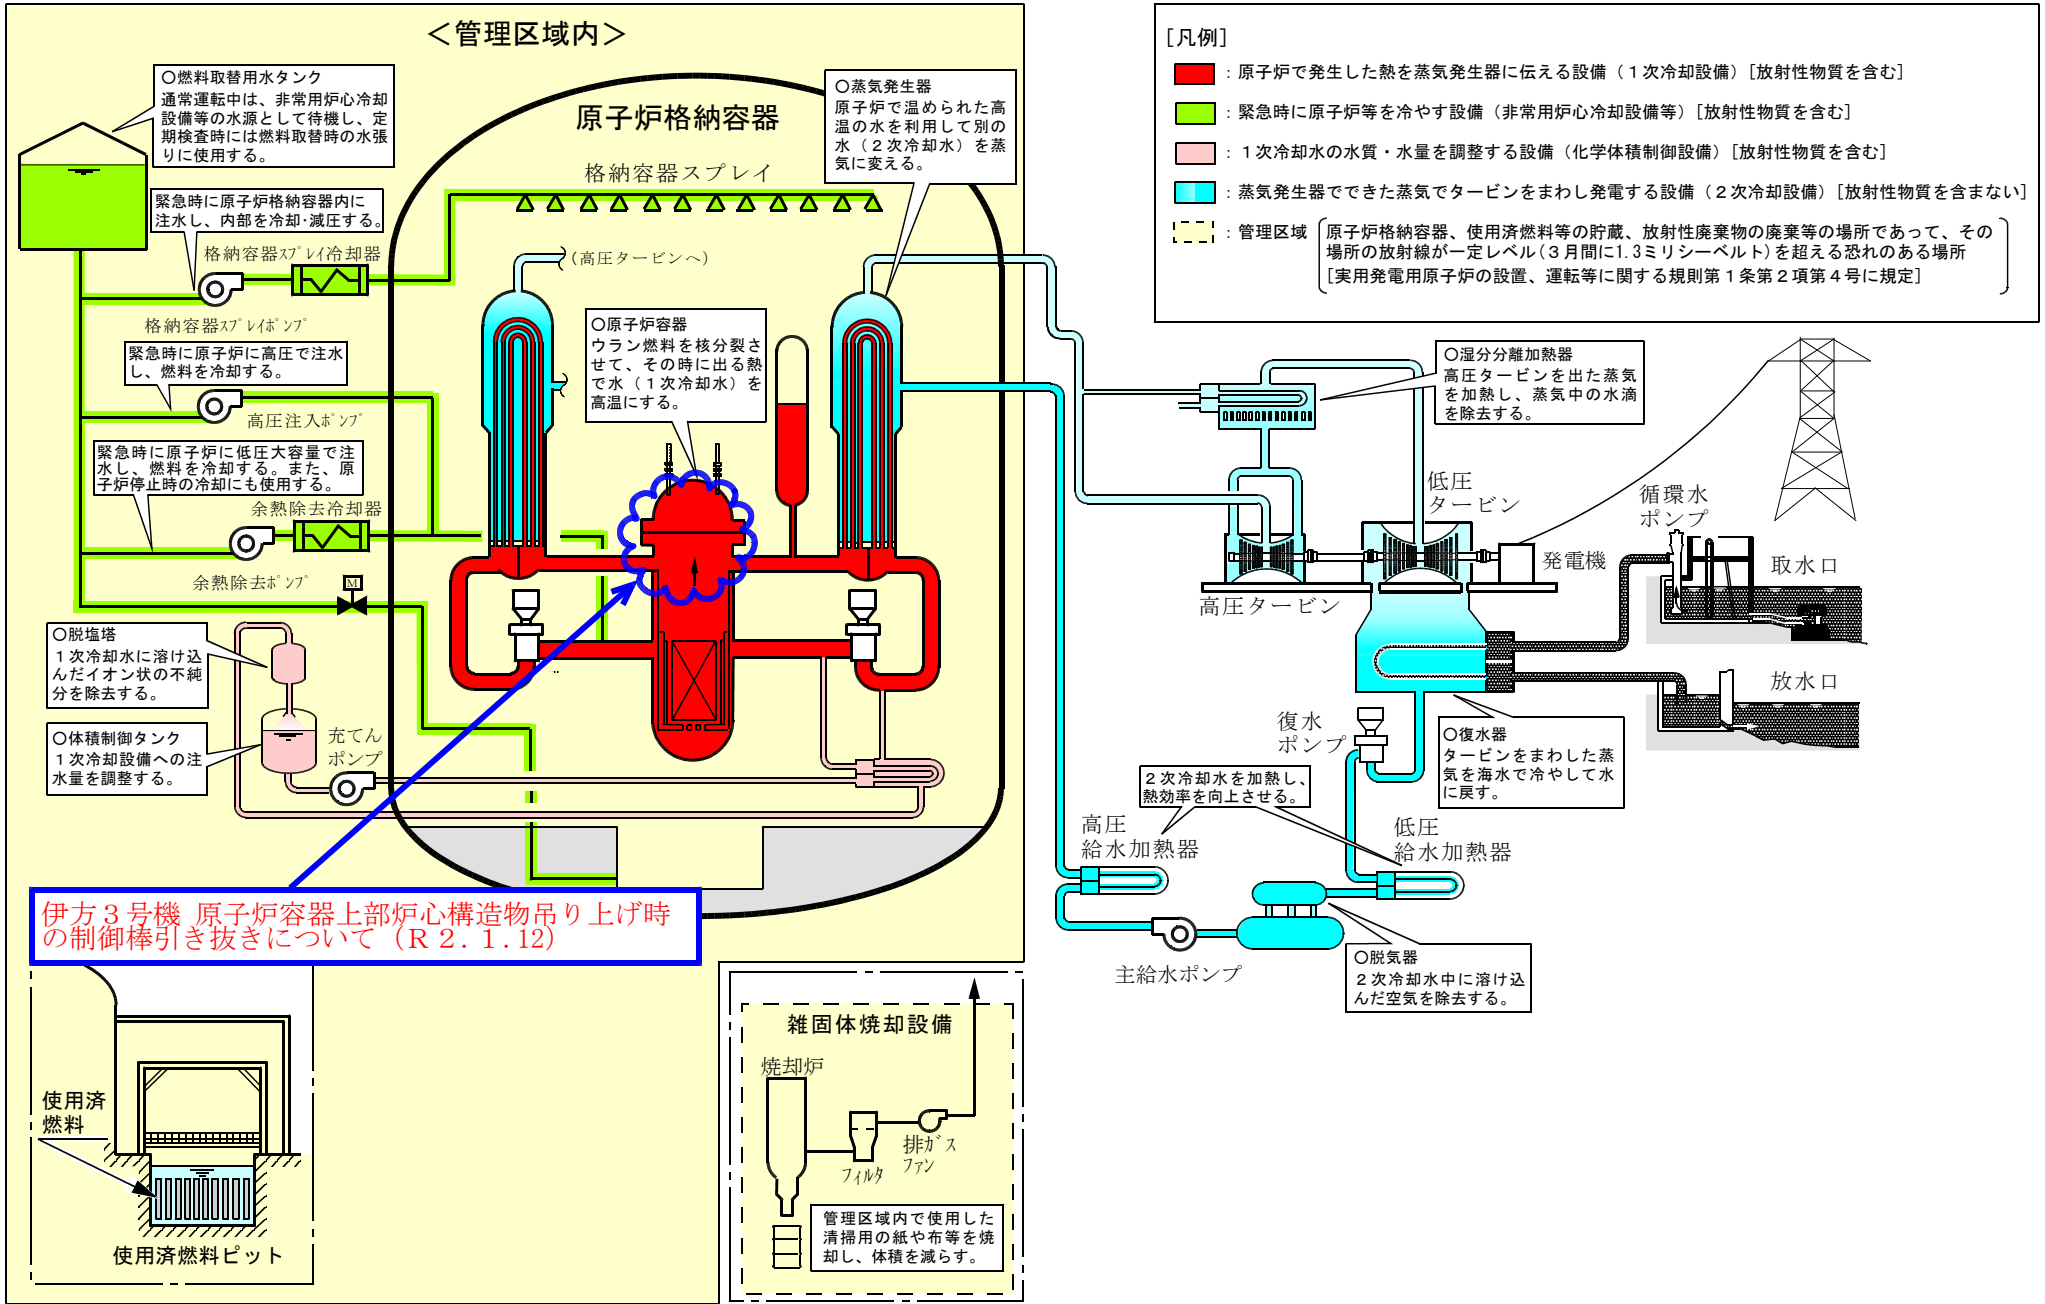 ＜管理区域内＞
○燃料取替用水タンク
通常運転中は、非常用炉心冷却
設備等の水源として待機し、定
期検査時には燃料取替時の水張
りに使用する。
原子炉格納容器
格納容器スプレイ
○蒸気発生器
原子炉で温められた高
温の水を利用して別の
水（２次冷却水）を蒸
気に変える。
緊急時に原子炉格納容器内に
注水し、内部を冷却･減圧する。
格納容器ｽﾌﾟﾚｲ冷却器
格納容器ｽﾌﾟﾚｲﾎﾟﾝﾌﾟ
（高圧タービンへ）
緊急時に原子炉に高圧で注水
し、燃料を冷却する。
高圧注入ﾎﾟﾝﾌﾟ
○原子炉容器
ウラン燃料を核分裂さ
せて、その時に出る熱
で水（１次冷却水）を
高温にする。
緊急時に原子炉に低圧大容量で注
水し、燃料を冷却する。また、原
子炉停止時の冷却にも使用する。
余熱除去冷却器
余熱除去ﾎﾟﾝﾌﾟ
M
○脱塩塔
１次冷却水に溶け込
んだイオン状の不純
分を除去する。
○体積制御タンク
１次冷却設備への注
水量を調整する。
充てん
ポンプ
伊方３号機 原子炉容器上部炉心構造物吊り上げ時
の制御棒引き抜きについて（Ｒ２.１.12）
使用済
燃料
使用済燃料ピット
雑固体焼却設備
焼却炉
フィルタ
排ガス
ファン
管理区域内で使用した
清掃用の紙や布等を焼
却し、体積を減らす。
［凡例］
：原子炉で発生した熱を蒸気発生器に伝える設備（１次冷却設備）［放射性物質を含む］
：緊急時に原子炉等を冷やす設備（非常用炉心冷却設備等）［放射性物質を含む］
：１次冷却水の水質・水量を調整する設備（化学体積制御設備）［放射性物質を含む］
：蒸気発生器でできた蒸気でタービンをまわし発電する設備（２次冷却設備）［放射性物質を含まない］
：管理区域
原子炉格納容器、使用済燃料等の貯蔵、放射性廃棄物の廃棄等の場所であって、その
場所の放射線が一定レベル(３月間に1.3ミリシーベルト)を超える恐れのある場所
［実用発電用原子炉の設置、運転等に関する規則第１条第２項第４号に規定］
○湿分分離加熱器
高圧タービンを出た蒸気
を加熱し、蒸気中の水滴
を除去する。
低圧
タービン
高圧タービン
発電機
循環水
ポンプ
取水口
放水口
復水
ポンプ
○復水器
タービンをまわした蒸
気を海水で冷やして水
に戻す。
２次冷却水を加熱し、
熱効率を向上させる。
高圧
給水加熱器
低圧
給水加熱器
主給水ポンプ
○脱気器
２次冷却水中に溶け込
んだ空気を除去する。